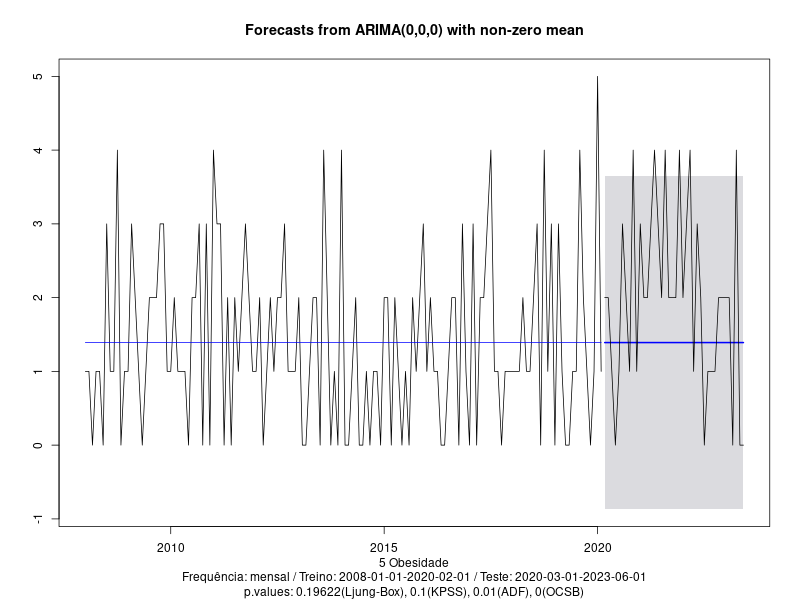 Forecasts from ARIMA(0,0,0) with non-zero mean
5
4
3
2
1
0
-1
2010 2015 2020
5 Obesidade
Frequência: mensal / Treino: 2008-01-01-2020-02-01 / Teste: 2020-03-01-2023-06-01
p.values: 0.19622(Ljung-Box), 0.1(KPSS), 0.01(ADF), 0(OCSB)